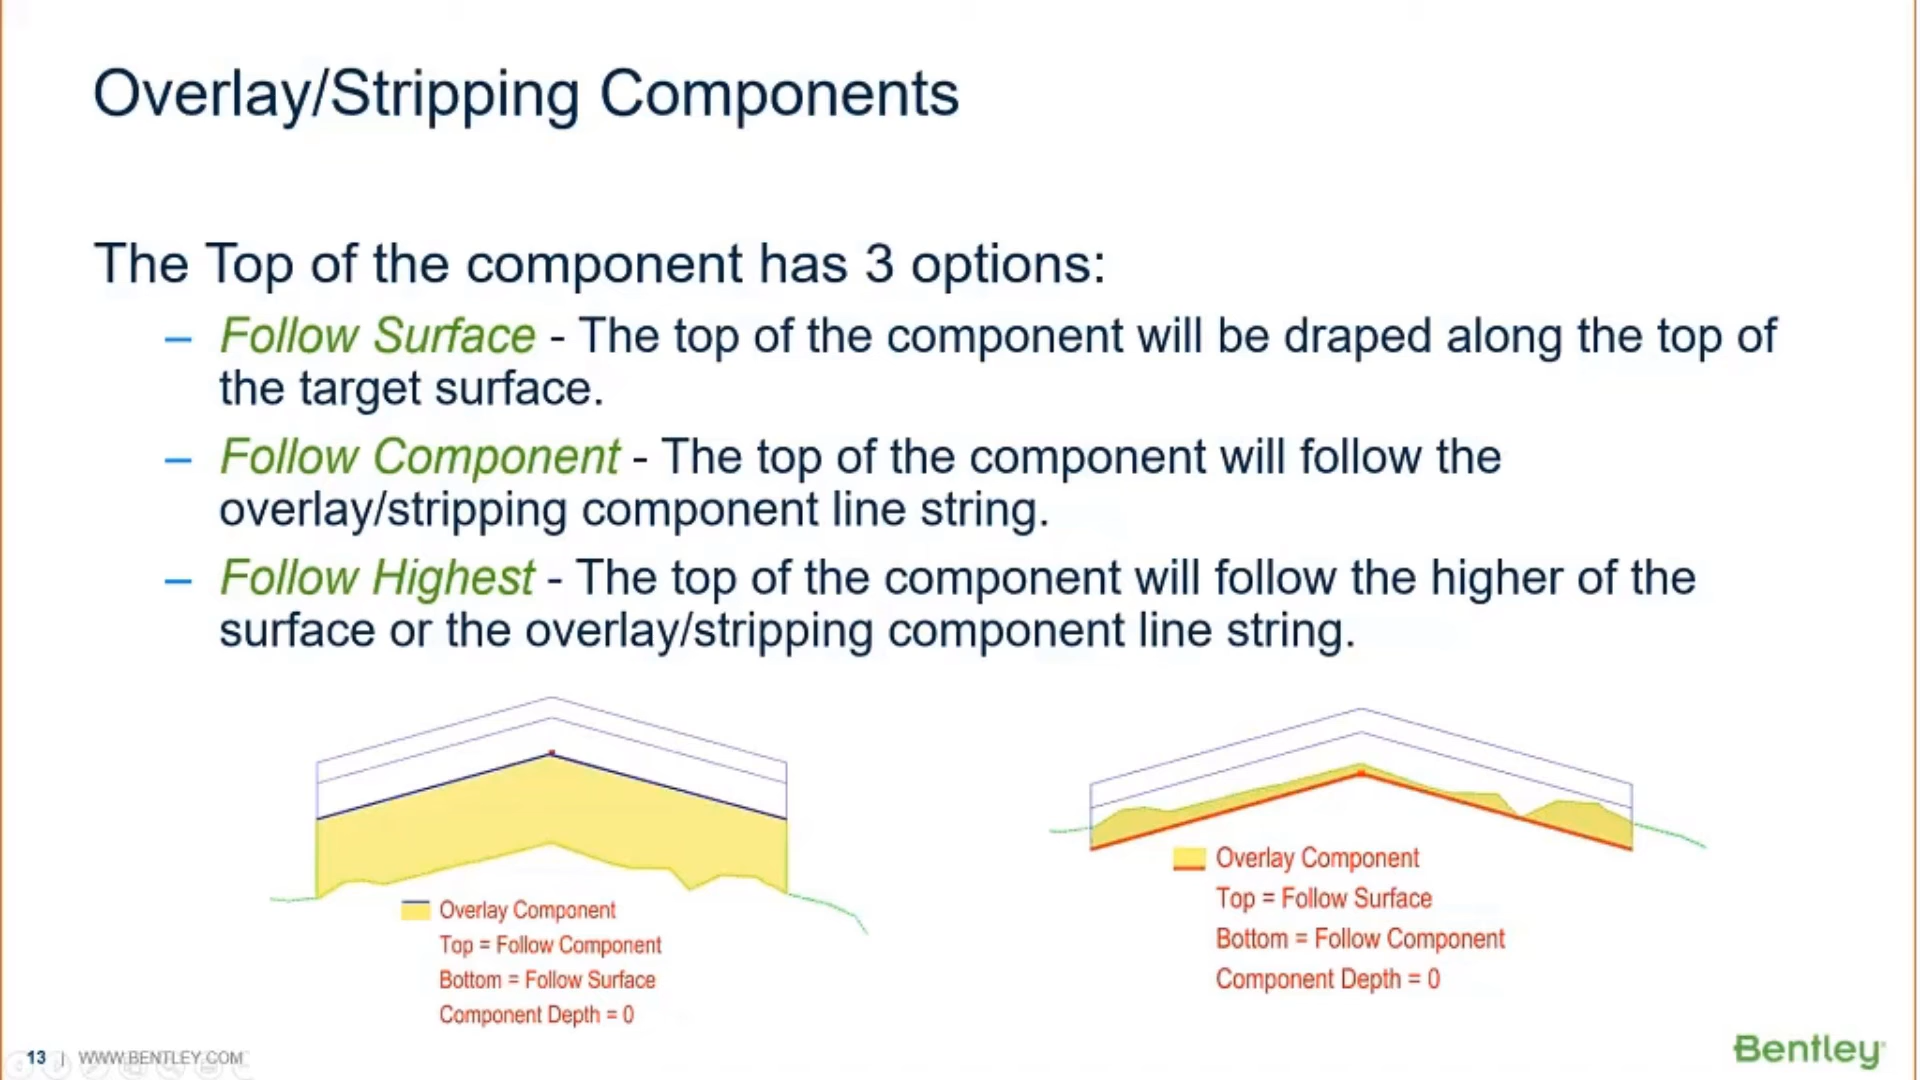 Overlay/Stripping Components
The Top of the component has 3 options:
– Follow Surface - The top of the component will be draped along the top of
the target surface.
– Follow Component - The top of the component will follow the
overlay/stripping component line string.
– Follow Highest - The top of the component will follow the higher of the
surface or the overlay/stripping component line string.
Overlay Component
Top = Follow Component
Bottom = Follow Surface
Component Depth = 0
Overlay Component
Top = Follow Surface
Bottom = Follow Component
Component Depth = 0
13 | WWW.BENTLEY.COM
Bentley